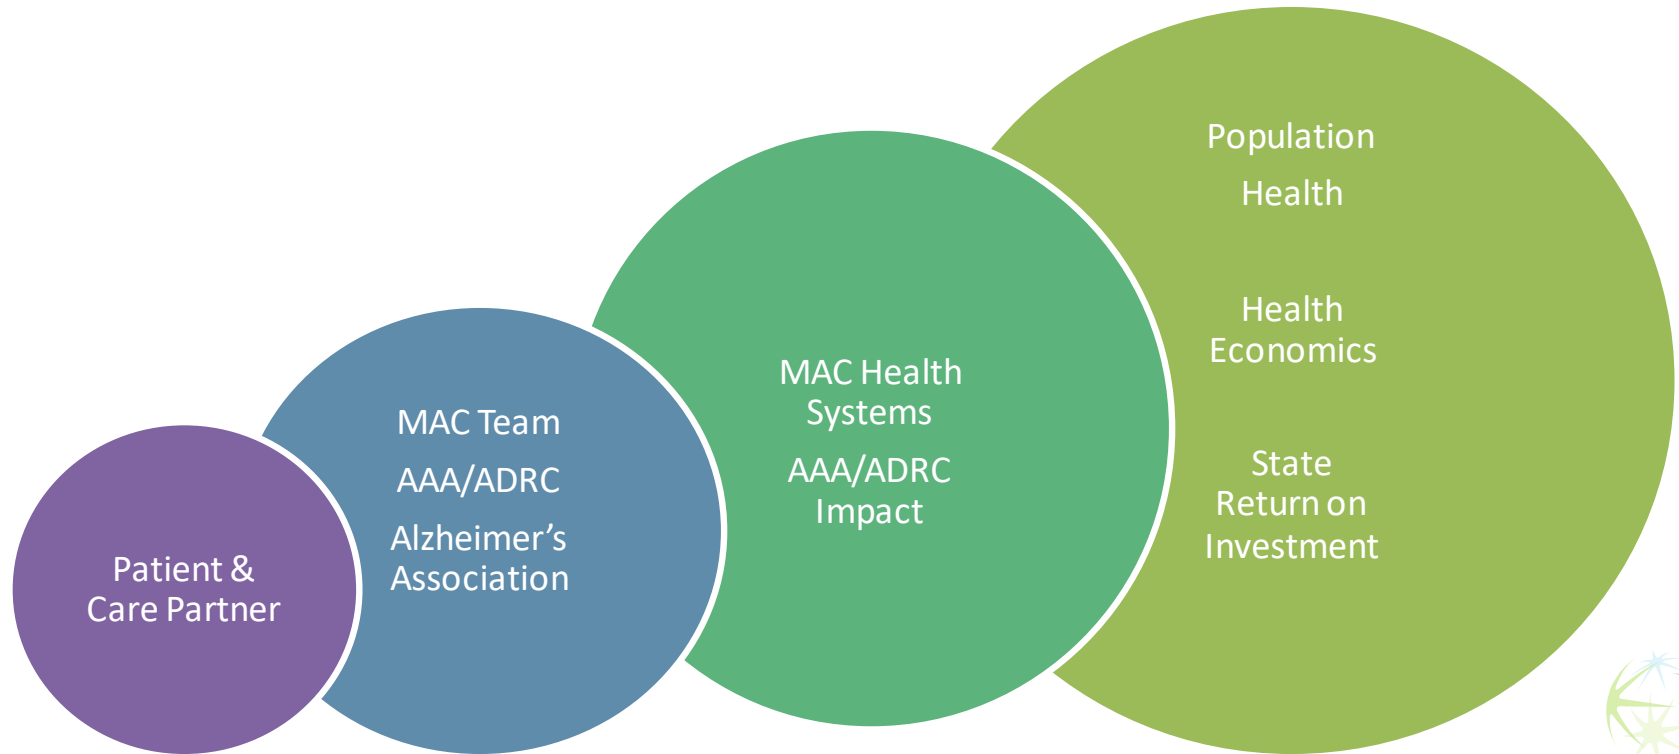 Patient &
Care Partner
MAC Team
AAA/ADRC
Alzheimer’s
Association
MAC Health
Systems
AAA/ADRC
Impact
Population
Health
Health
Economics
State
Return on
Investment